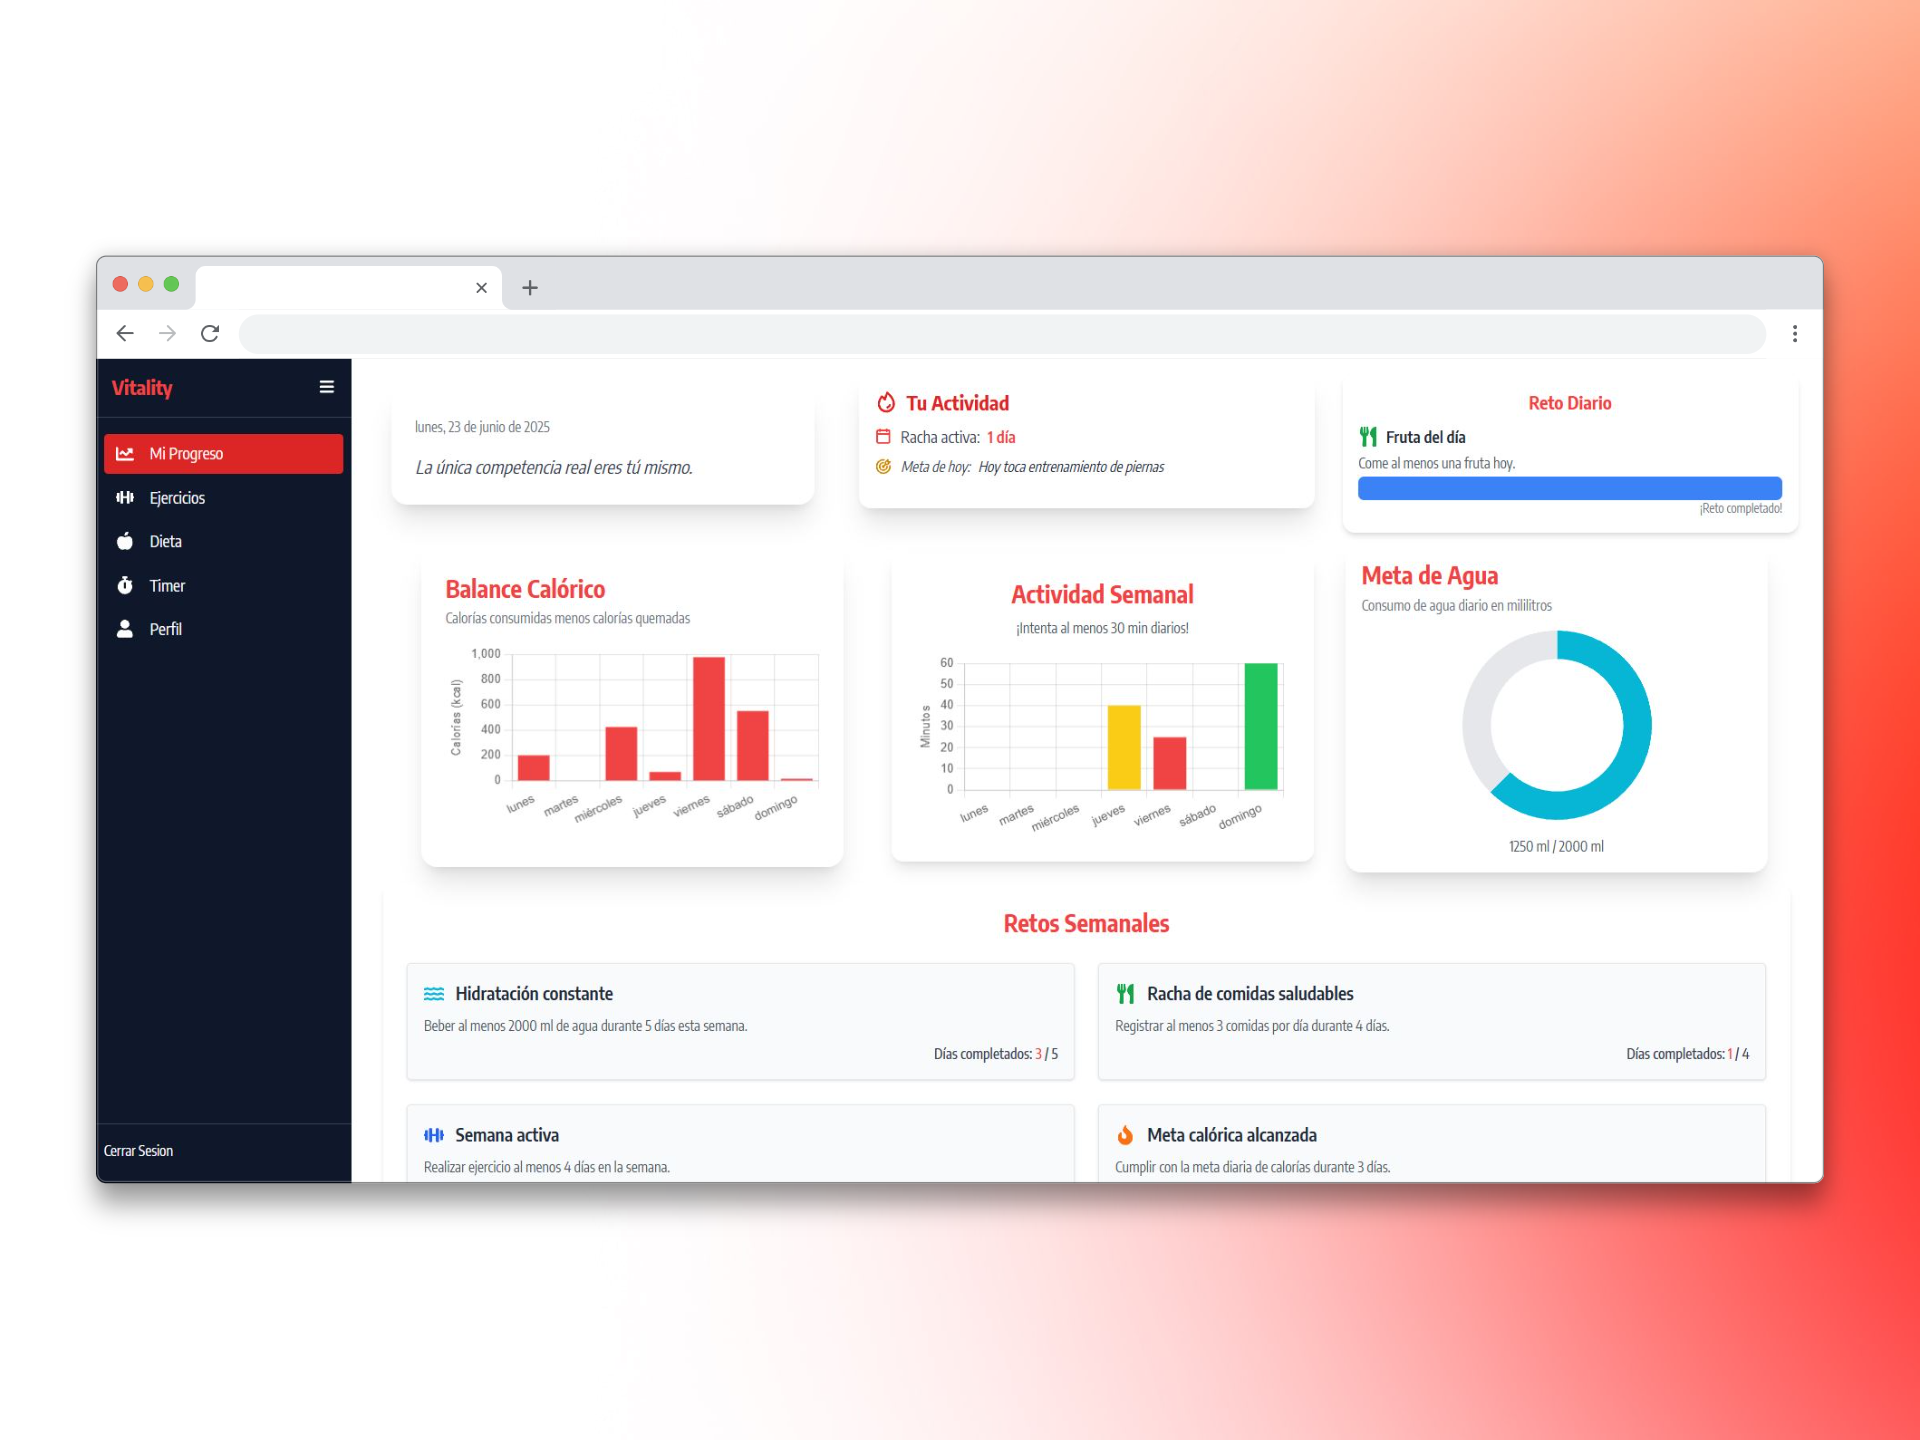 Vitality
Mi Progreso
Ejercicios
Dieta
Timer
Perfil
Cerrar Sesion
lunes, 23 de junio de 2025
La única competencia real eres tú mismo.
Tu Actividad
Racha activa: 1 día
Meta de hoy: Hoy toca entrenamiento de piernas
Reto Diario
Fruta del día
Come al menos una fruta hoy.
¡Reto completado!
Balance Calórico
Calorías consumidas menos calorías quemadas
Calorías (kcal)
1,000
800
600
400
200
0
lunes
martes
miércoles
jueves
viernes
sábado
domingo
Actividad Semanal
¡Intenta al menos 30 min diarios!
Minutos
60
50
40
30
20
10
0
lunes
martes
miércoles
jueves
viernes
sábado
domingo
Meta de Agua
Consumo de agua diario en mililitros
1250 ml / 2000 ml
Retos Semanales
Hidratación constante
Beber al menos 2000 ml de agua durante 5 días esta semana.
Días completados: 3 / 5
Racha de comidas saludables
Registrar al menos 3 comidas por día durante 4 días.
Días completados: 1 / 4
Semana activa
Realizar ejercicio al menos 4 días en la semana.
Meta calórica alcanzada
Cumplir con la meta diaria de calorías durante 3 días.